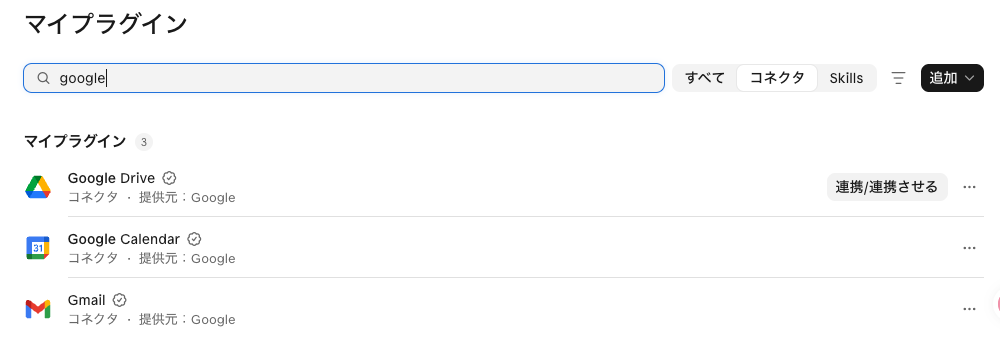 マイプラグイン
google
すべて コネクタ Skills 追加
マイプラグイン 3
Google Drive
コネクタ ・ 提供元：Google
連携/連携させる
31
Google Calendar
コネクタ ・ 提供元：Google
Gmail
コネクタ ・ 提供元：Google